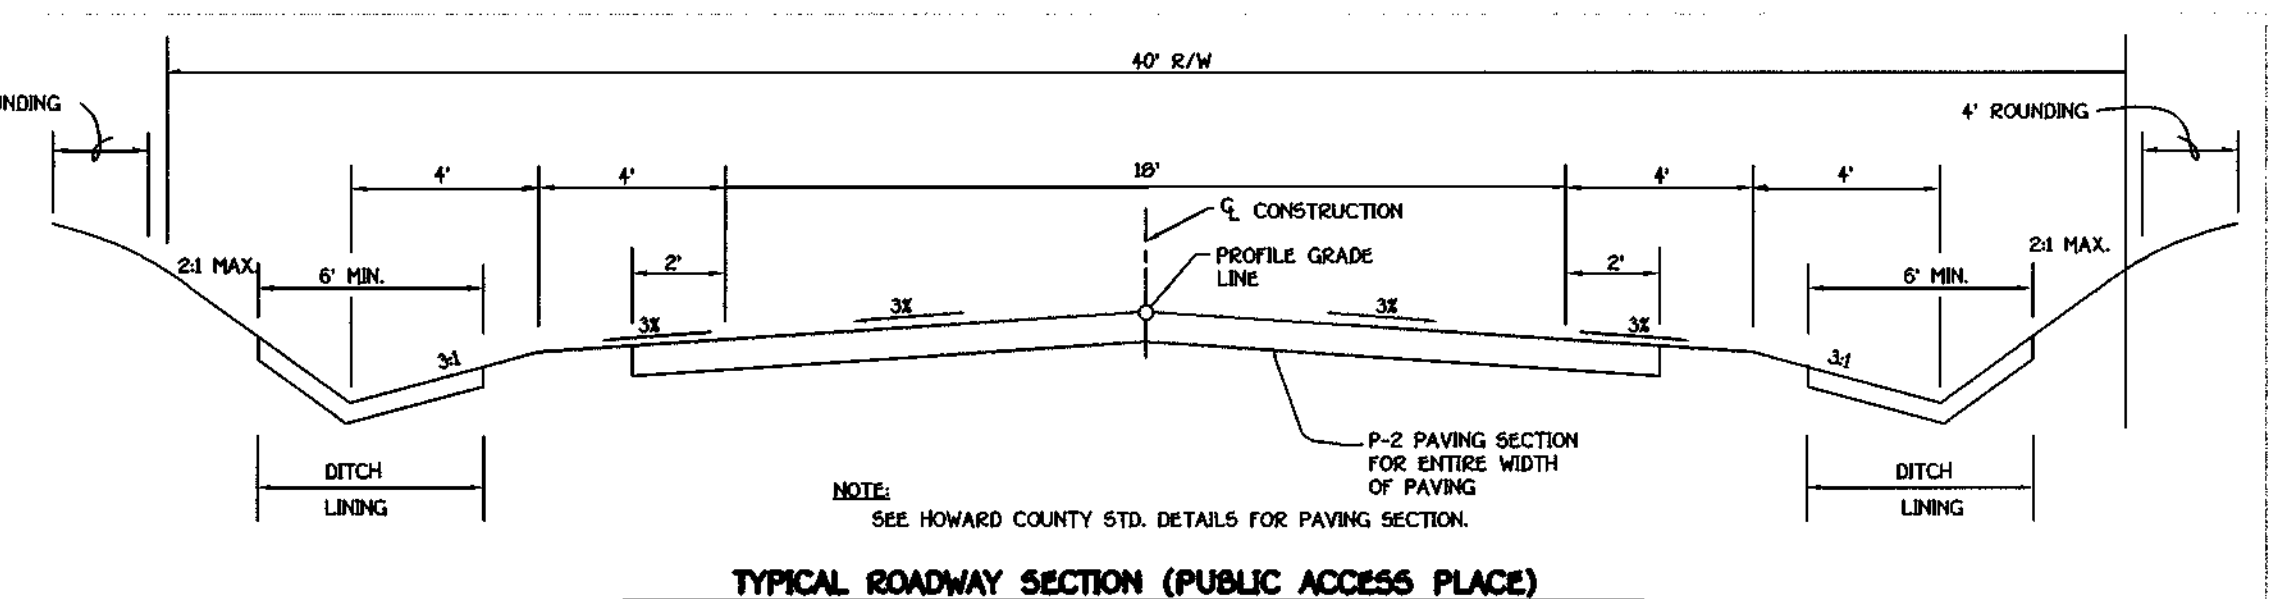 40' R/W
UNDING
4' ROUNDING
4'
4'
18'
4'
4'
℄ CONSTRUCTION
2:1 MAX.
6' MIN.
2'
PROFILE GRADE
LINE
2'
6' MIN.
2:1 MAX.
3%
3%
3%
3%
3:1
3:1
P-2 PAVING SECTION
FOR ENTIRE WIDTH
OF PAVING
DITCH
LINING
DITCH
LINING
NOTE:
SEE HOWARD COUNTY STD. DETAILS FOR PAVING SECTION.
TYPICAL ROADWAY SECTION (PUBLIC ACCESS PLACE)